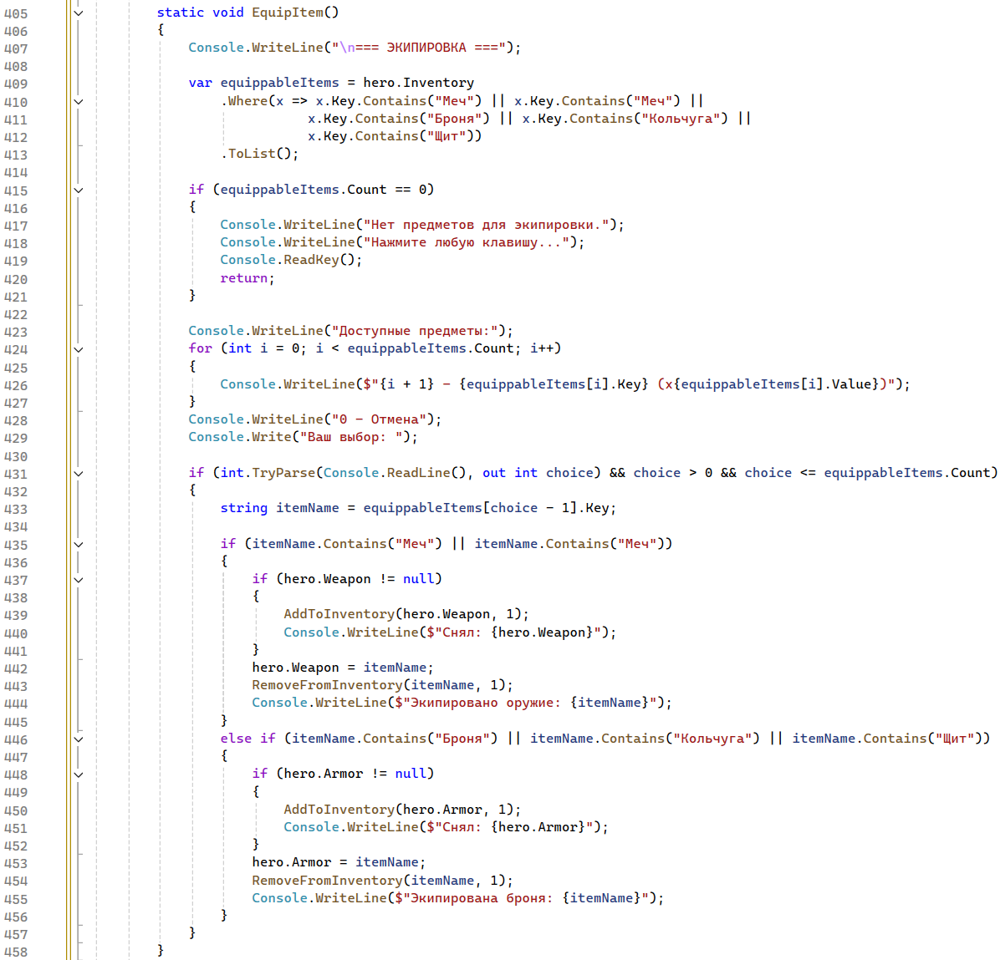 405 static void EquipItem()
406 {
407 Console.WriteLine("\n=== ЭКИПИРОВКА ===");
408
409 var equippableItems = hero.Inventory
410 .Where(x => x.Key.Contains("Меч") || x.Key.Contains("Меч") ||
411 x.Key.Contains("Броня") || x.Key.Contains("Кольчуга") ||
412 x.Key.Contains("Щит"))
413 .ToList();
414
415 if (equippableItems.Count == 0)
416 {
417 Console.WriteLine("Нет предметов для экипировки.");
418 Console.WriteLine("Нажмите любую клавишу...");
419 Console.ReadKey();
420 return;
421 }
422
423 Console.WriteLine("Доступные предметы:");
424 for (int i = 0; i < equippableItems.Count; i++)
425 {
426 Console.WriteLine($"{i + 1} - {equippableItems[i].Key} (x{equippableItems[i].Value})");
427 }
428 Console.WriteLine("0 - Отмена");
429 Console.Write("Ваш выбор: ");
430
431 if (int.TryParse(Console.ReadLine(), out int choice) && choice > 0 && choice <= equippableItems.Count)
432 {
433 string itemName = equippableItems[choice - 1].Key;
434
435 if (itemName.Contains("Меч") || itemName.Contains("Меч"))
436 {
437 if (hero.Weapon != null)
438 {
439 AddToInventory(hero.Weapon, 1);
440 Console.WriteLine($"Снял: {hero.Weapon}");
441 }
442 hero.Weapon = itemName;
443 RemoveFromInventory(itemName, 1);
444 Console.WriteLine($"Экипировано оружие: {itemName}");
445 }
446 else if (itemName.Contains("Броня") || itemName.Contains("Кольчуга") || itemName.Contains("Щит"))
447 {
448 if (hero.Armor != null)
449 {
450 AddToInventory(hero.Armor, 1);
451 Console.WriteLine($"Снял: {hero.Armor}");
452 }
453 hero.Armor = itemName;
454 RemoveFromInventory(itemName, 1);
455 Console.WriteLine($"Экипирована броня: {itemName}");
456 }
457 }
458 }